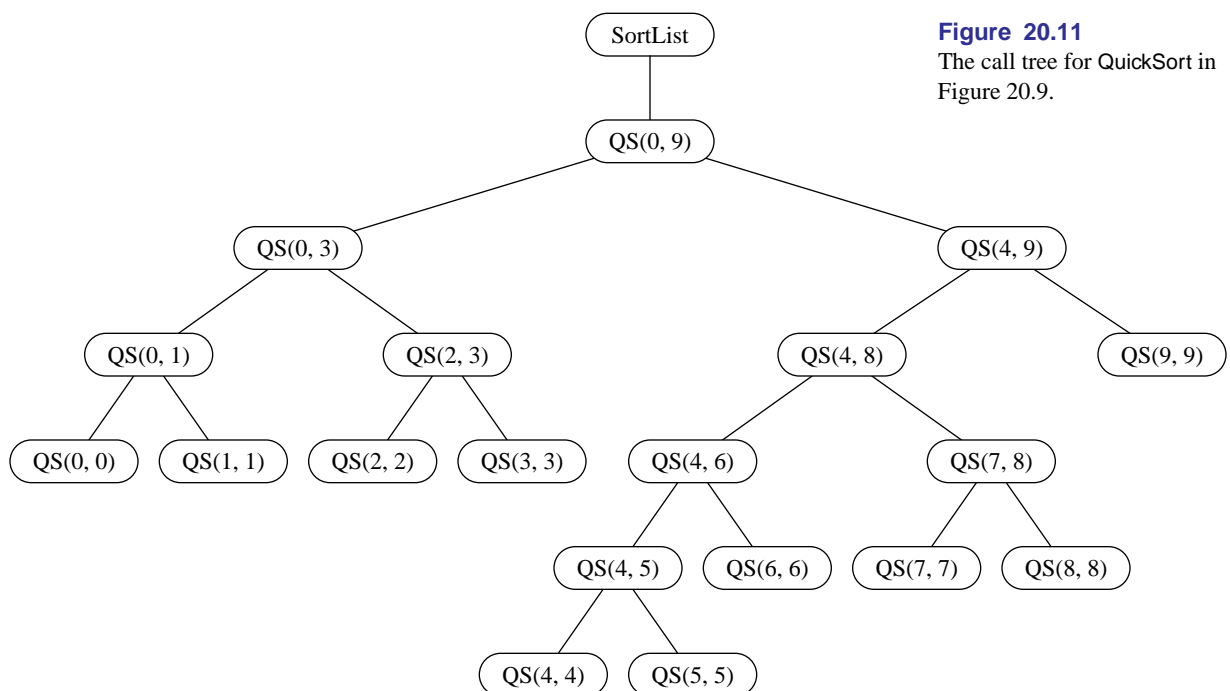 SortList
Figure 20.11
The call tree for QuickSort in
Figure 20.9.
QS(0, 9)
QS(0, 3)
QS(4, 9)
QS(0, 1)
QS(2, 3)
QS(4, 8)
QS(9, 9)
QS(0, 0)
QS(1, 1)
QS(2, 2)
QS(3, 3)
QS(4, 6)
QS(7, 8)
QS(4, 5)
QS(6, 6)
QS(7, 7)
QS(8, 8)
QS(4, 4)
QS(5, 5)